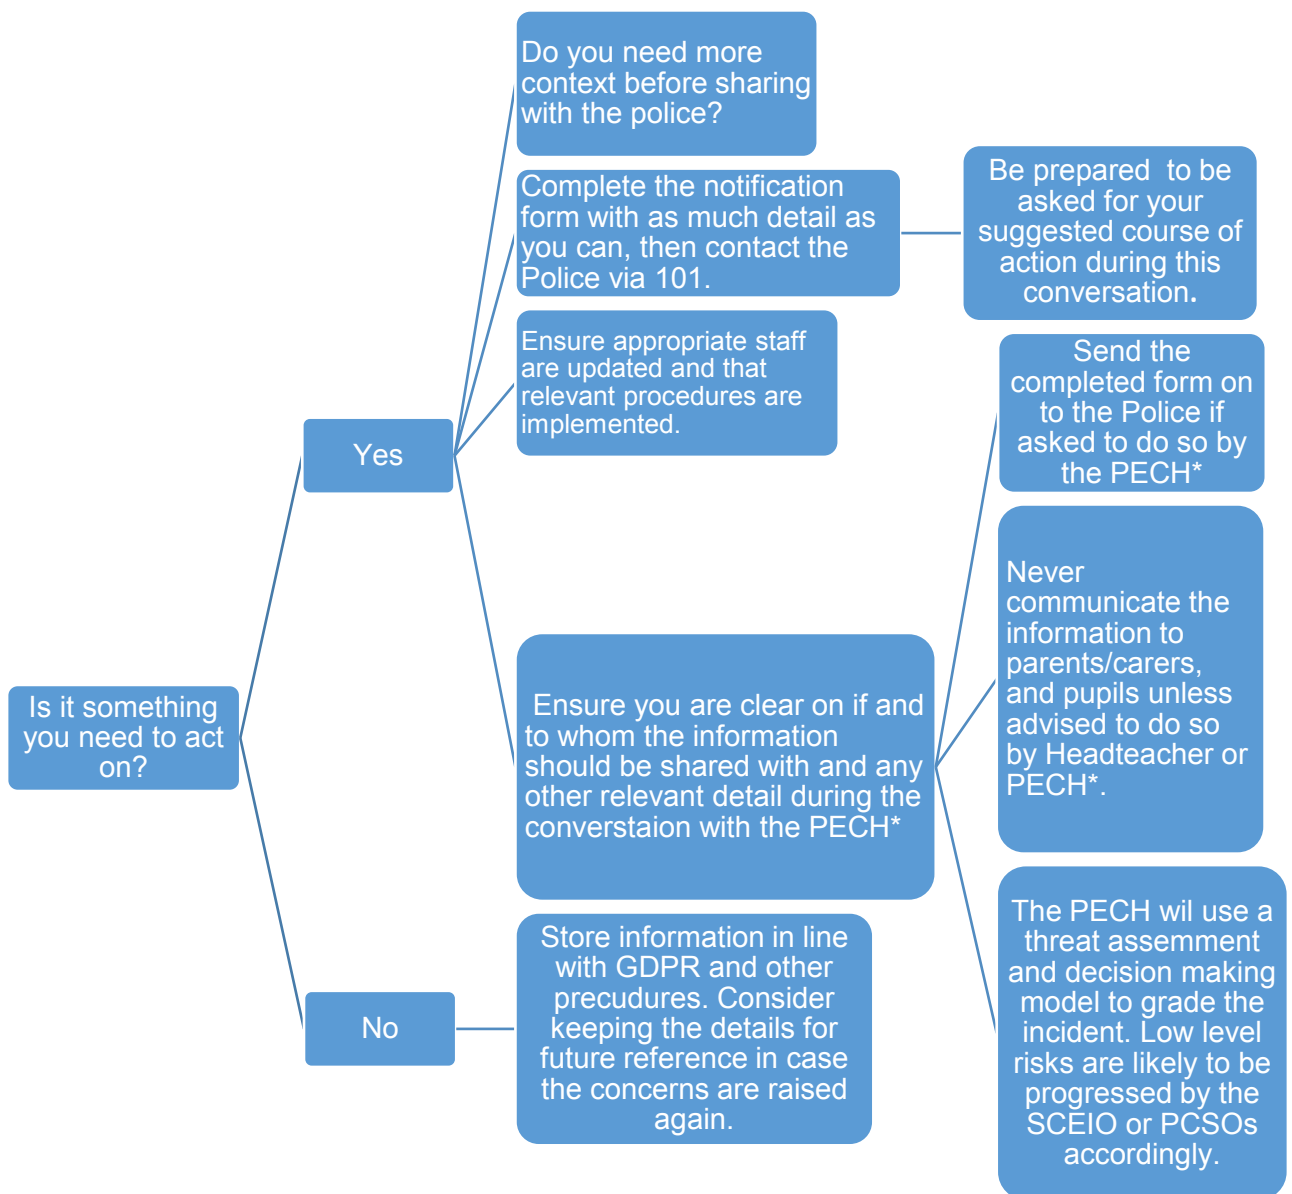 Do you need more
context before sharing
with the police?
Complete the notification
form with as much detail as
you can, then contact the
Police via 101.
Be prepared  to be
asked for your
suggested course of
action during this
conversation.
Ensure appropriate staff
are updated and that
relevant procedures are
implemented.
Send the
completed form on
to the Police if
asked to do so by
the PECH*
Yes
Never
communicate the
information to
parents/carers,
and pupils unless
advised to do so
by Headteacher or
PECH*.
Is it something
you need to act
on?
Ensure you are clear on if and
to whom the information
should be shared with and any
other relevant detail during the
converstaion with the PECH*
The PECH wil use a
threat assemment
and decision making
model to grade the
incident. Low level
risks are likely to be
progressed by the
SCEIO or PCSOs
accordingly.
No
Store information in line
with GDPR and other
precudures. Consider
keeping the details for
future reference in case
the concerns are raised
again.